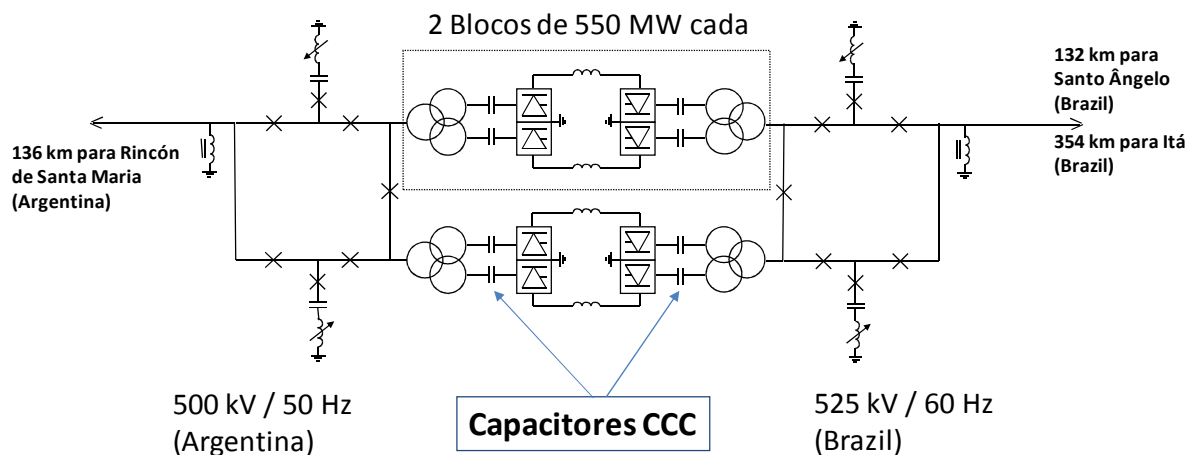 2 Blocos de 550 MW cada
132 km para
Santo Ângelo
(Brazil)
354 km para Itá
(Brazil)
136 km para Rincón
de Santa Maria
(Argentina)
500 kV / 50 Hz
(Argentina)
Capacitores CCC
525 kV / 60 Hz
(Brazil)